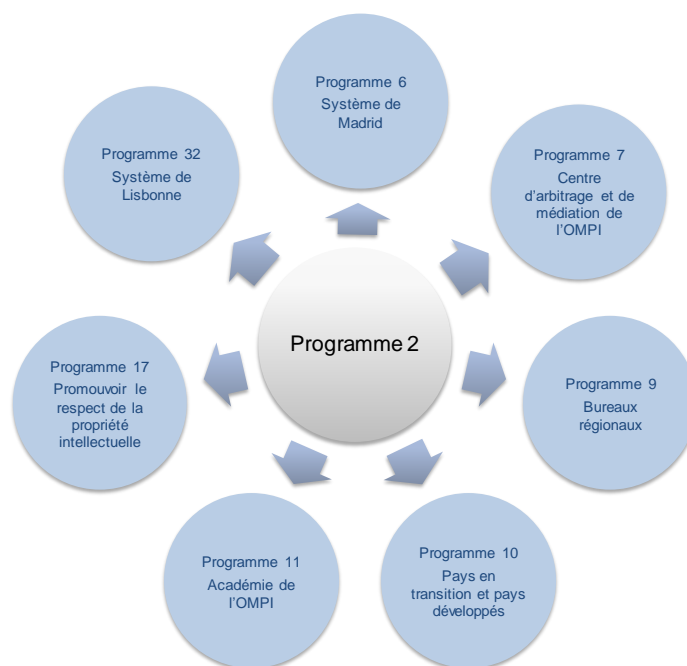 Programme 6
Système de
Madrid
Programme 7
Centre
d’arbitrage et de
médiation de
l’OMPI
Programme 9
Bureaux
régionaux
Programme 10
Pays en
transition et pays
développés
Programme 11
Académie de
l’OMPI
Programme 17
Promouvoir le
respect de la
propriété
intellectuelle
Programme 32
Système de
Lisbonne
Programme 2